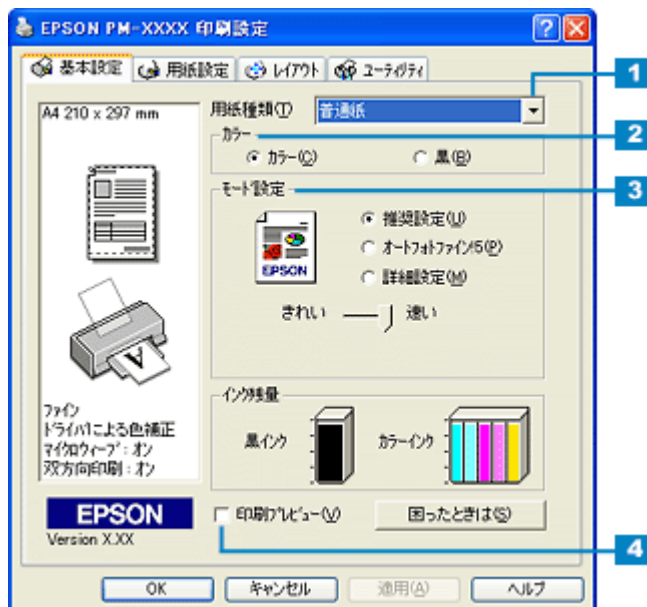 EPSON PM-XXXX 印刷設定
基本設定 用紙設定 レイアウト ユーティリティ
1
A4 210 x 297 mm
用紙種類(T) 普通紙
カラー
2
カラー(C) 黒(B)
モード設定
3
推奨設定(U)
オートフォトファイン!5(P)
詳細設定(M)
EPSON
きれい 速い
A
インク残量
黒インク カラーインク
ファイン
ドライバによる色補正
マイクロウィーブ：オン
双方向印刷：オン
EPSON
Version X.XX
印刷プレビュー(V) 困ったときは(S)
4
OK キャンセル 適用(A) ヘルプ